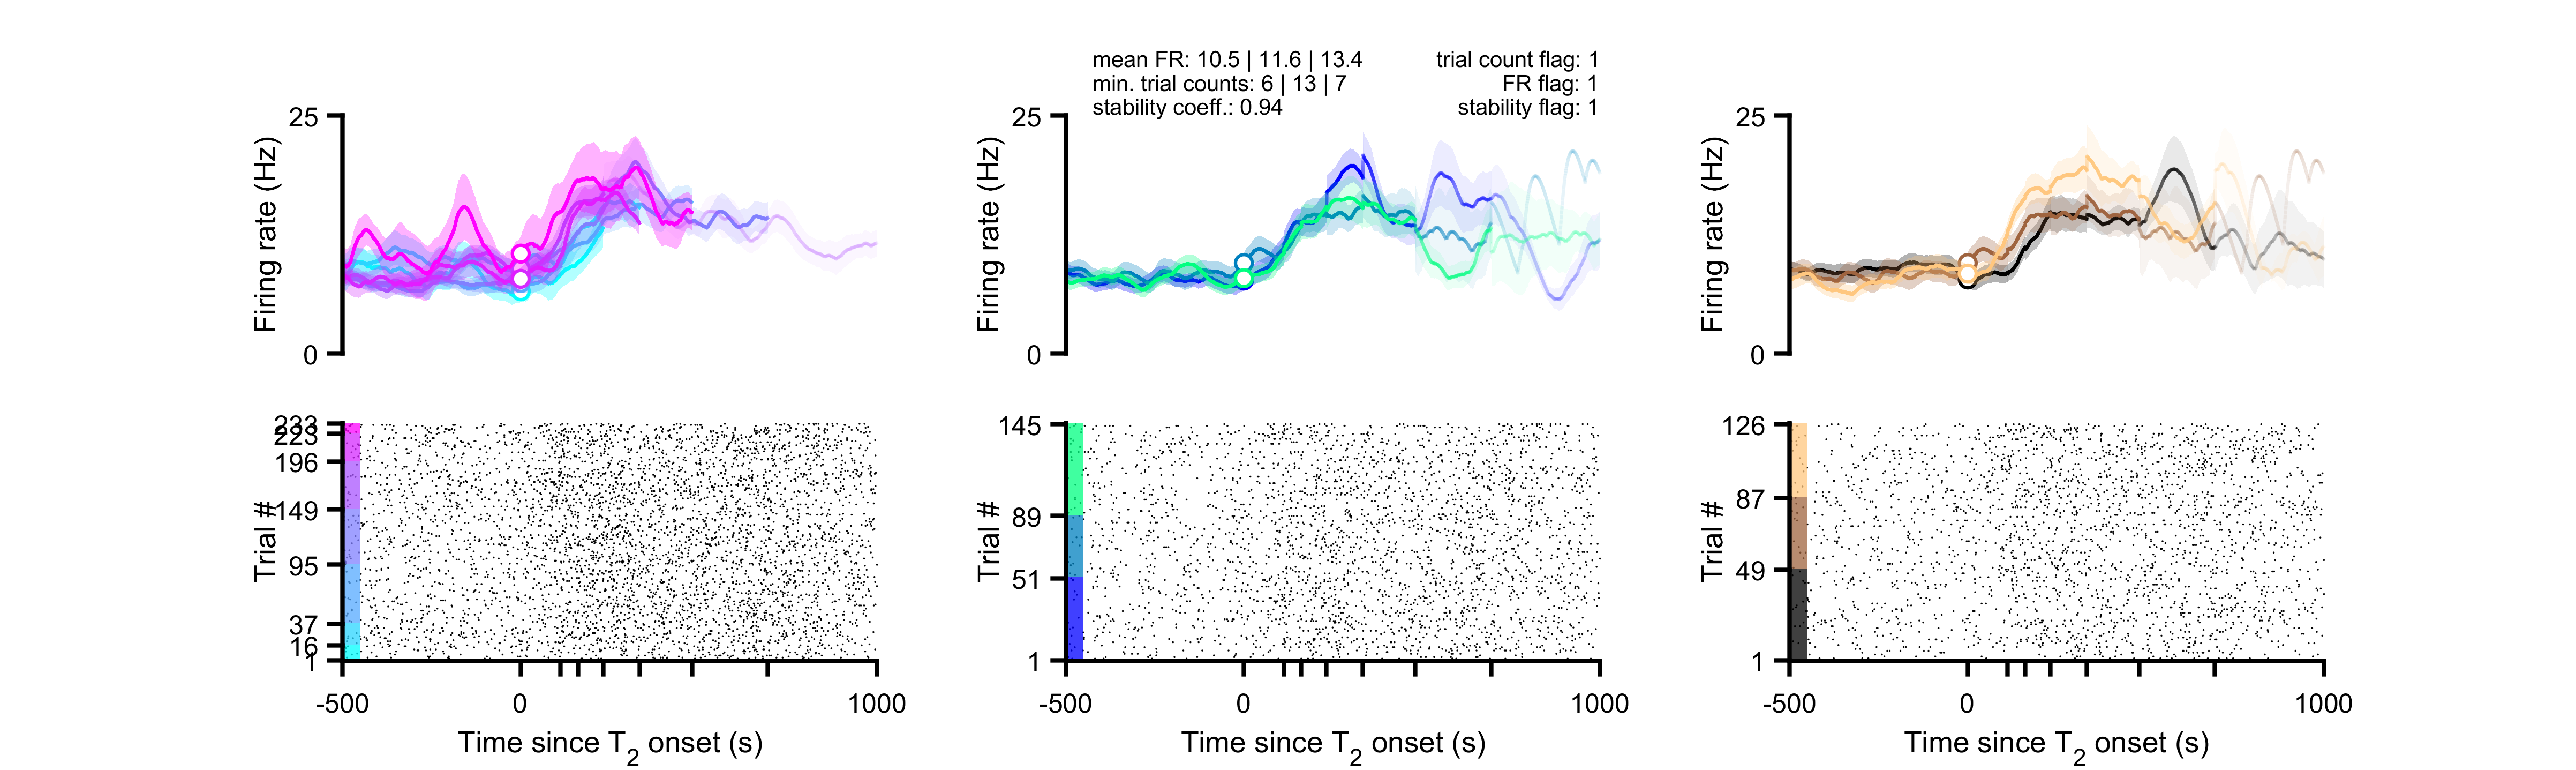 mean FR: 10.5 | 11.6 | 13.4
min. trial counts: 6 | 13 | 7
stability coeff.: 0.94
trial count flag: 1
FR flag: 1
stability flag: 1
25
Firing rate (Hz)
0
25
Firing rate (Hz)
0
25
Firing rate (Hz)
0
233
223
196
149
95
37
16
1
Trial #
-500 0 1000
Time since T2 onset (s)
145
89
51
1
Trial #
-500 0 1000
Time since T2 onset (s)
126
87
49
1
Trial #
-500 0 1000
Time since T2 onset (s)